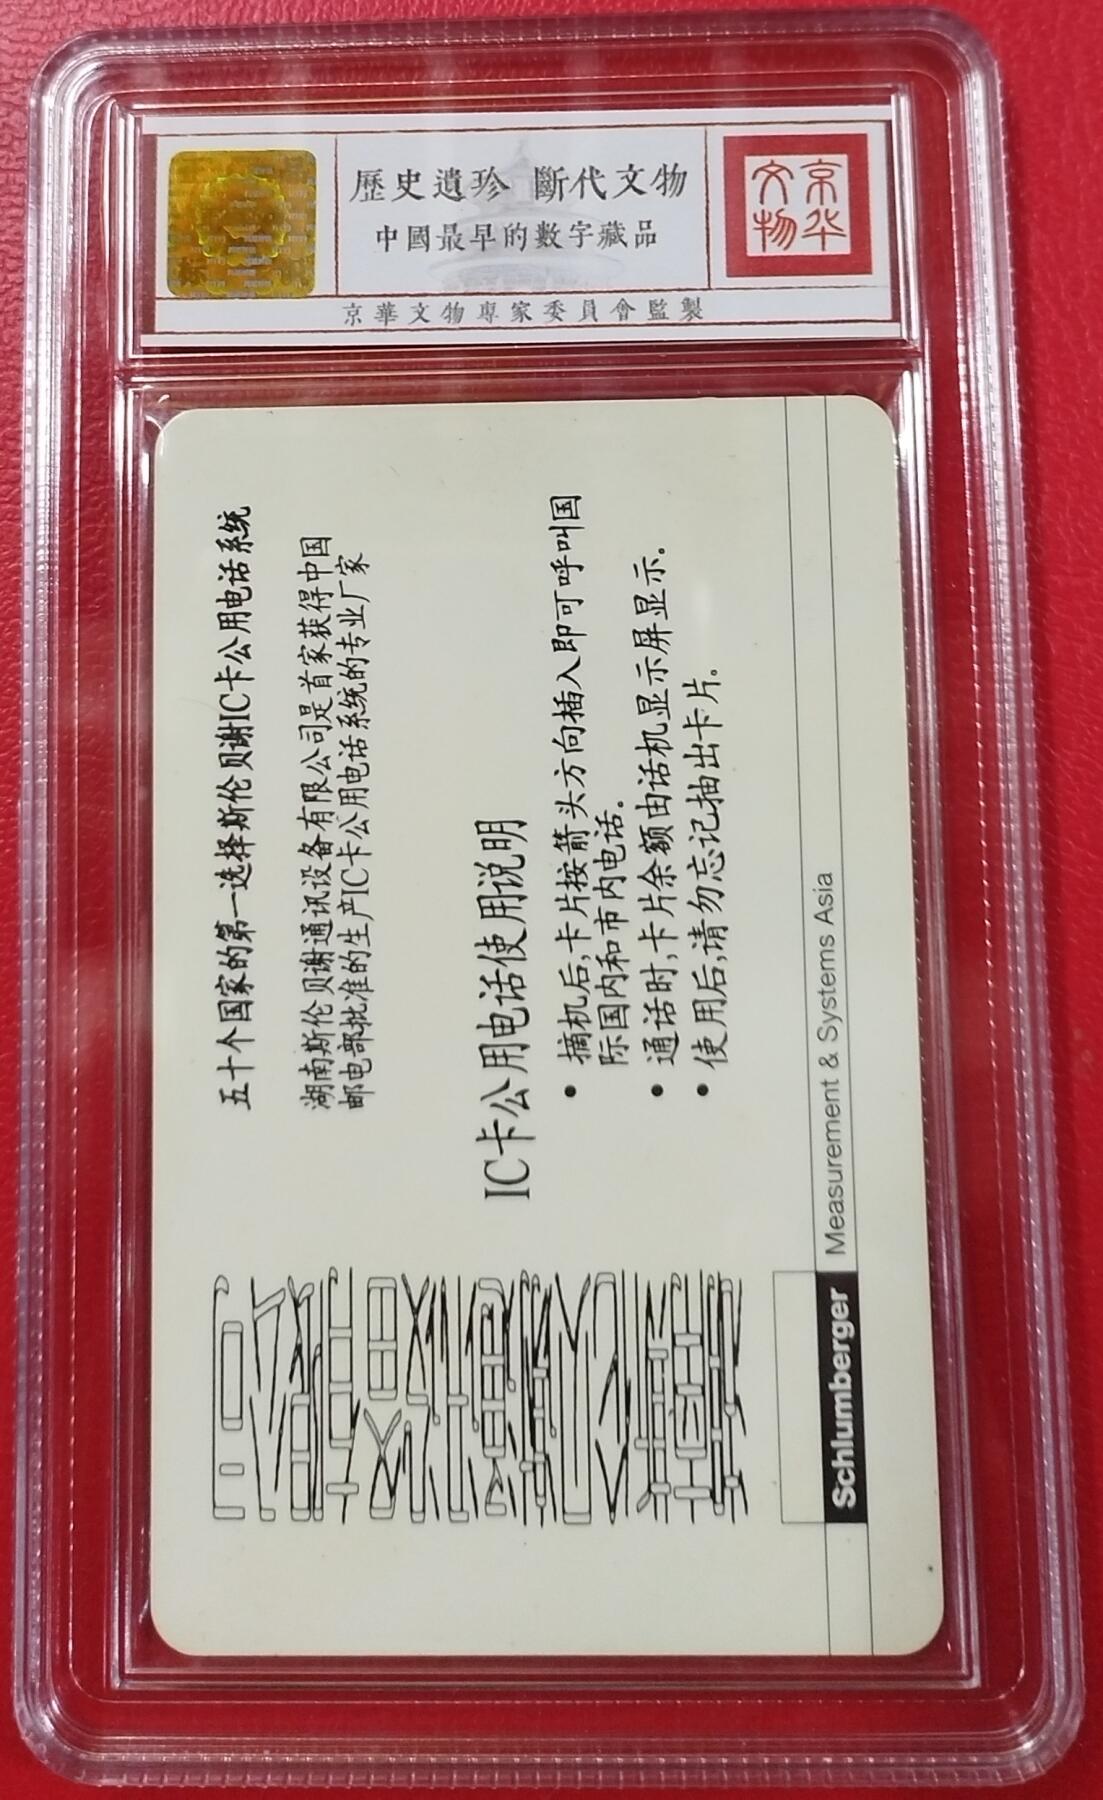 歷史遺珍 斷代文物
中國最早的數字藏品
京華文物專家委員會監製
京华
文物
五十个国家的第一选择斯伦贝谢IC卡公用电话系统
湖南斯伦贝谢通讯设备有限公司是首家获得中国
邮电部批准的生产IC卡公用电话系统的专业厂家
IC卡公用电话使用说明
• 摘机后,卡片按箭头方向插入即可呼叫国
际国内和市内电话。
• 通话时,卡片余额由话机显示屏显示。
• 使用后,请勿忘记抽出卡片。
Schlumberger
Measurement & Systems Asia